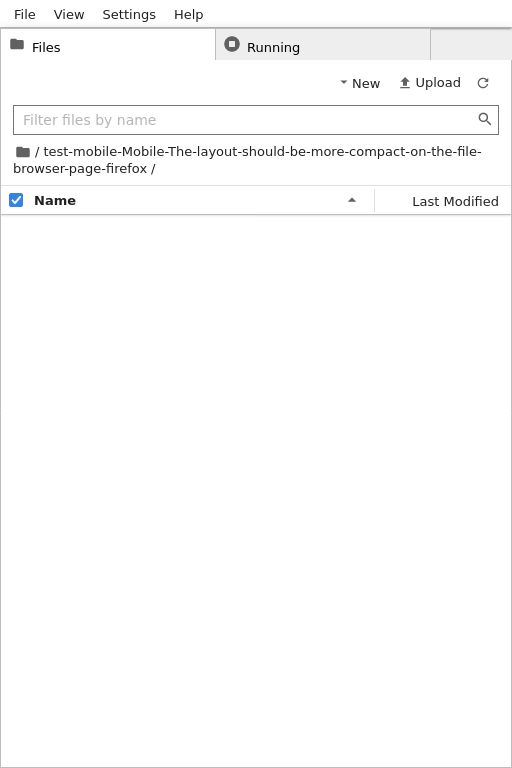 File View Settings Help
Files Running
New Upload
Filter files by name
/ test-mobile-Mobile-The-layout-should-be-more-compact-on-the-file-
browser-page-firefox /
Name Last Modified